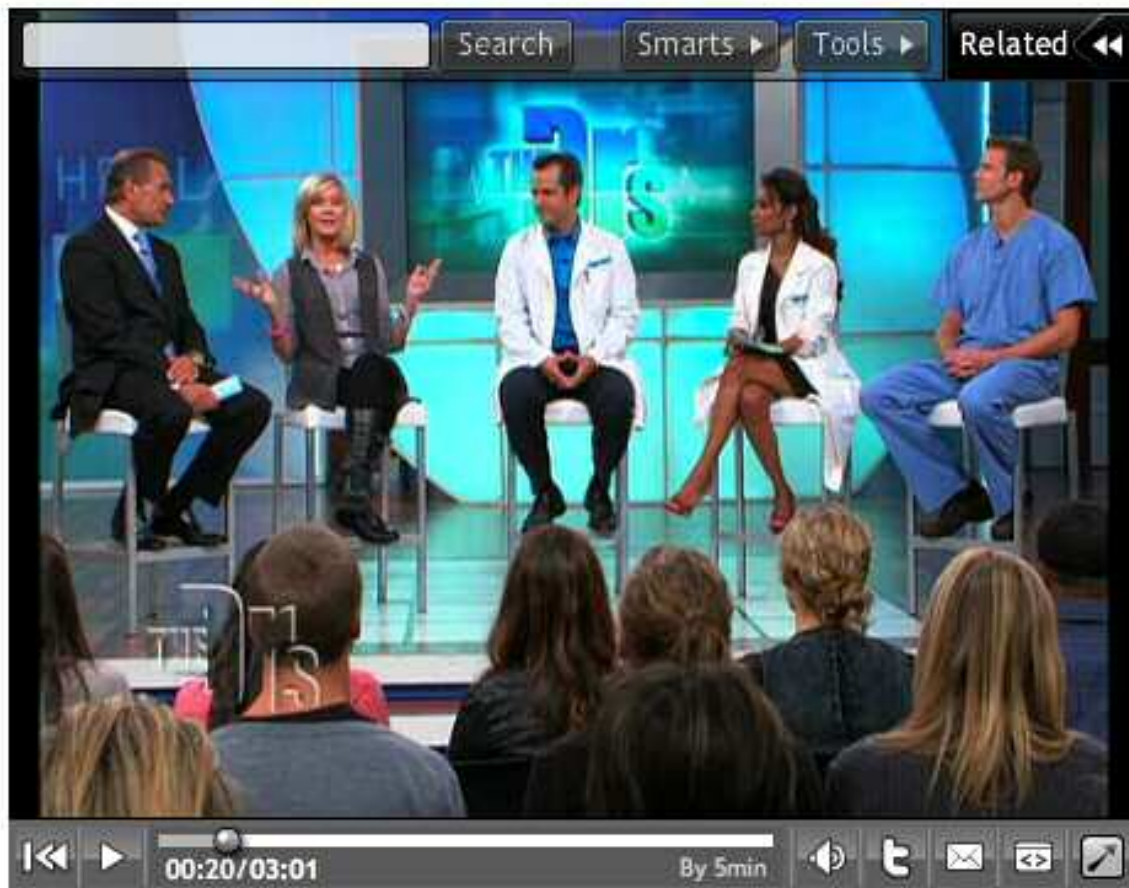 Search Smarts Tools Related
THE
DRS
THE
DRS
00:20/03:01 By 5min